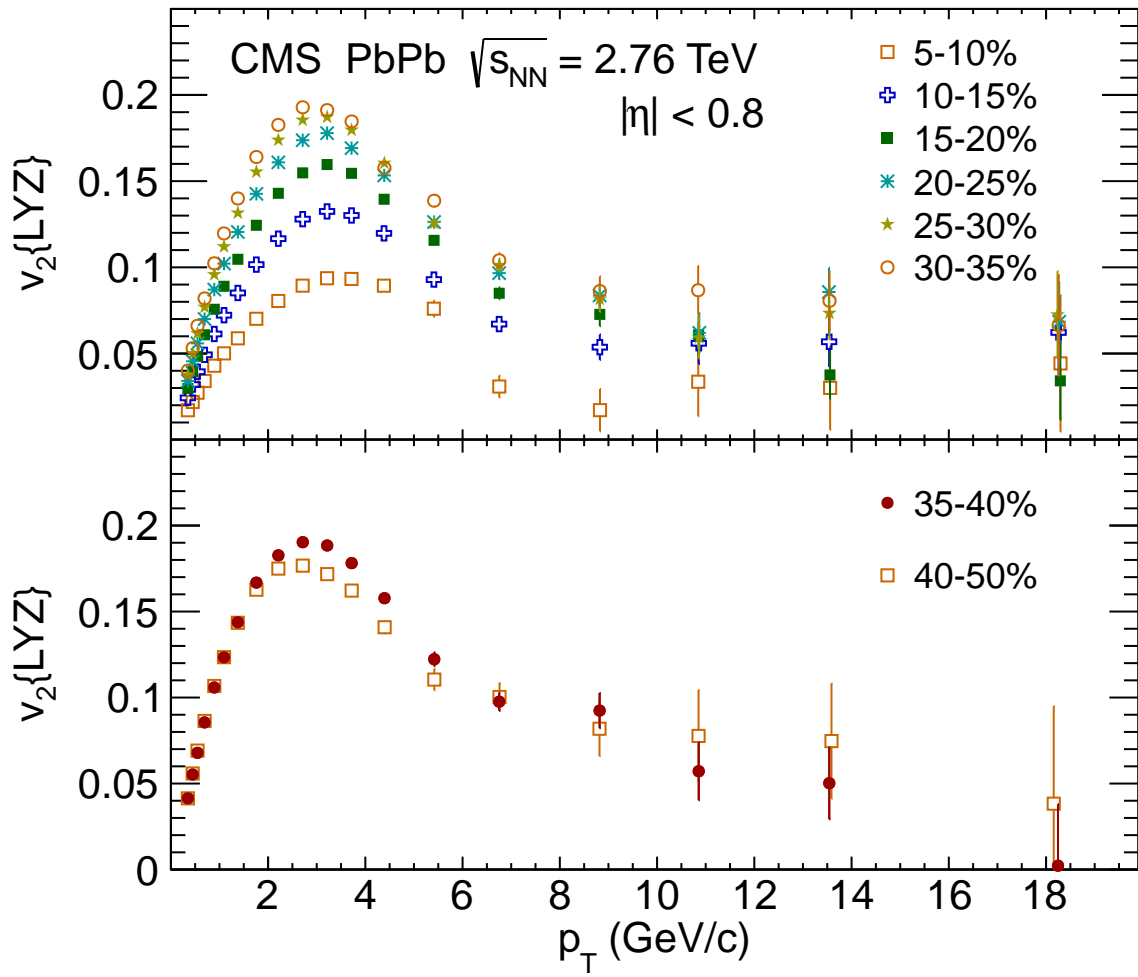 CMS PbPb √s_NN = 2.76 TeV
|η| < 0.8
5-10%
10-15%
15-20%
20-25%
25-30%
30-35%
v₂{LYZ}
0.2
0.15
0.1
0.05
35-40%
40-50%
v₂{LYZ}
0.2
0.15
0.1
0.05
0
2 4 6 8 10 12 14 16 18
p_T (GeV/c)